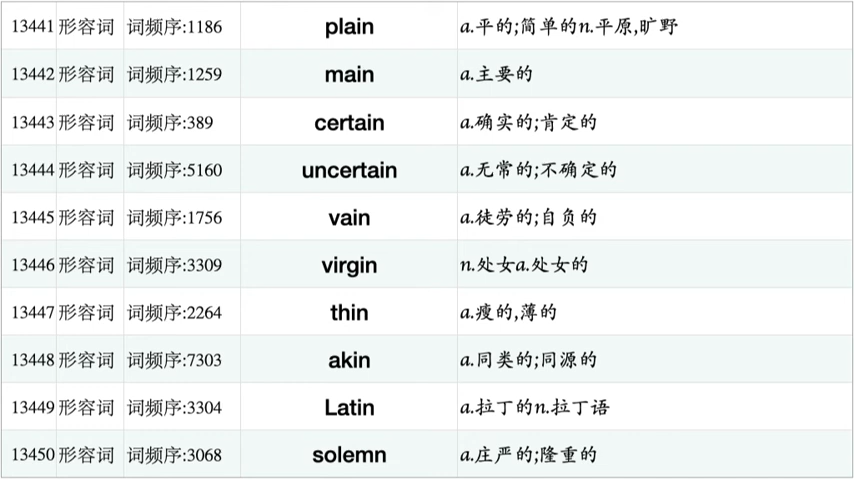 13441 形容词 词频序:1186 plain a.平的;简单的n.平原,旷野
13442 形容词 词频序:1259 main a.主要的
13443 形容词 词频序:389 certain a.确实的;肯定的
13444 形容词 词频序:5160 uncertain a.无常的;不确定的
13445 形容词 词频序:1756 vain a.徒劳的;自负的
13446 形容词 词频序:3309 virgin n.处女a.处女的
13447 形容词 词频序:2264 thin a.瘦的,薄的
13448 形容词 词频序:7303 akin a.同类的;同源的
13449 形容词 词频序:3304 Latin a.拉丁的n.拉丁语
13450 形容词 词频序:3068 solemn a.庄严的;隆重的